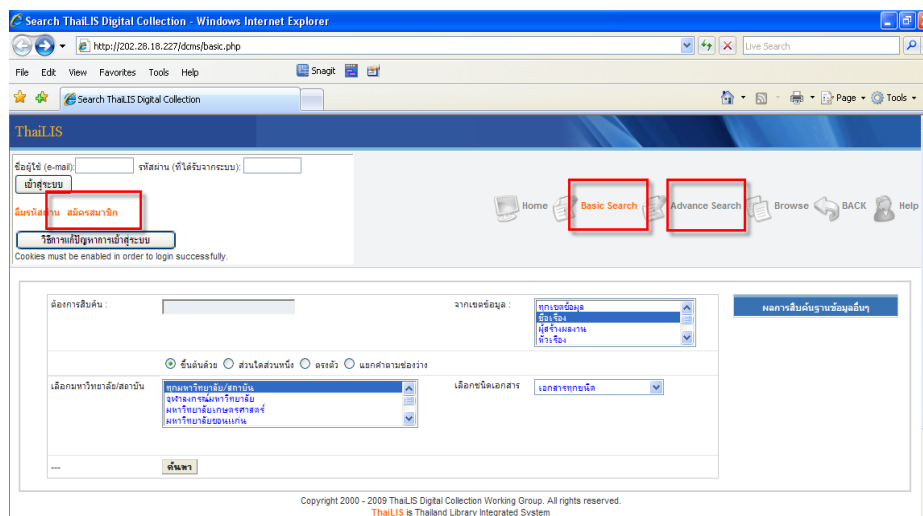 Search ThaiLIS Digital Collection - Windows Internet Explorer
http://202.28.18.227/dcms/basic.php
Live Search
File Edit View Favorites Tools Help
Snagit
Search ThaiLIS Digital Collection
Page Tools
ThaiLIS
ชื่อผู้ใช้ (e-mail): รหัสผ่าน (ที่ได้รับจากระบบ):
เข้าสู่ระบบ
ลืมรหัสผ่าน สมัครสมาชิก
Home Basic Search Advance Search Browse BACK Help
วิธีการแก้ปัญหาการเข้าสู่ระบบ
Cookies must be enabled in order to login successfully.
ต้องการสืบค้น : จากเขตข้อมูล : ทุกเขตข้อมูล
ชื่อเรื่อง
ผู้สร้างผลงาน
หัวเรื่อง
ผลการสืบค้นฐานข้อมูลอื่นๆ
ขึ้นต้นด้วย ส่วนใดส่วนหนึ่ง ตรงตัว แยกคำตามช่องว่าง
เลือกมหาวิทยาลัย/สถาบัน ทุกมหาวิทยาลัย/สถาบัน
จุฬาลงกรณ์มหาวิทยาลัย
มหาวิทยาลัยเกษตรศาสตร์
มหาวิทยาลัยขอนแก่น
เลือกชนิดเอกสาร เอกสารทุกชนิด
--- ค้นหา
Copyright 2000 - 2009 ThaiLIS Digital Collection Working Group. All rights reserved.
ThaiLIS is Thailand Library Integrated System